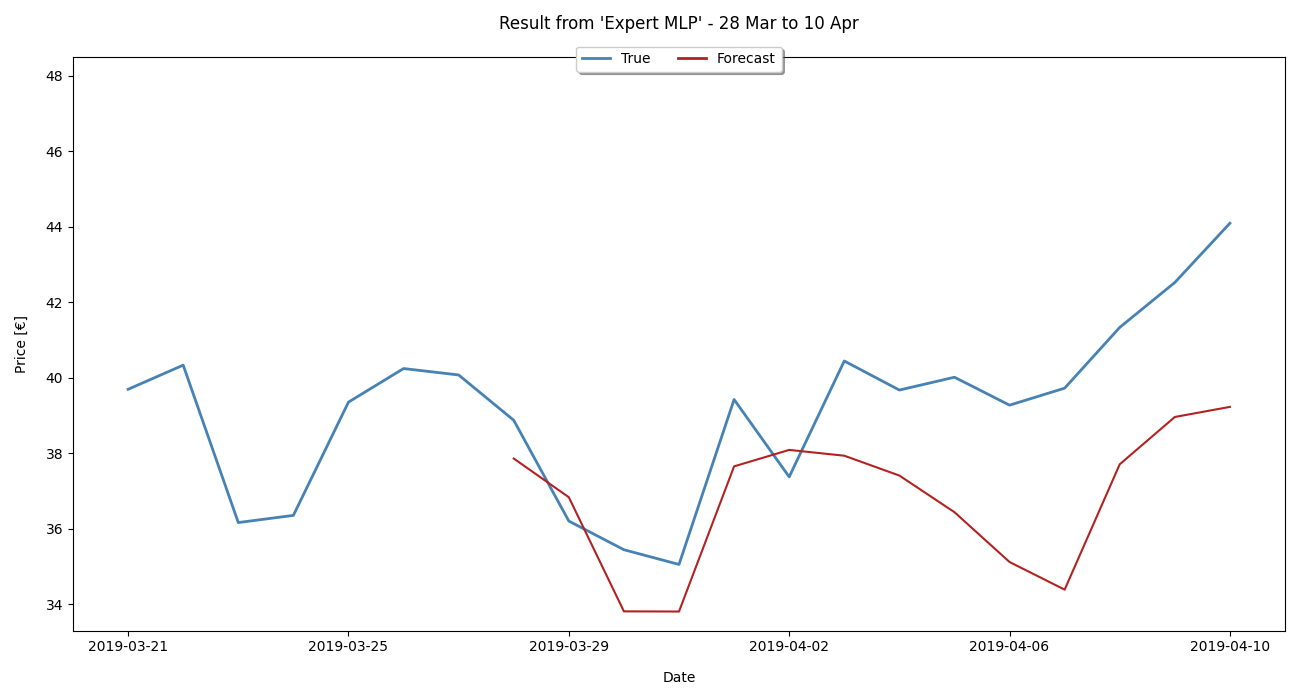 Result from 'Expert MLP' - 28 Mar to 10 Apr
True Forecast
48
46
44
42
40
38
36
34
Price [€]
2019-03-21 2019-03-25 2019-03-29 2019-04-02 2019-04-06 2019-04-10
Date